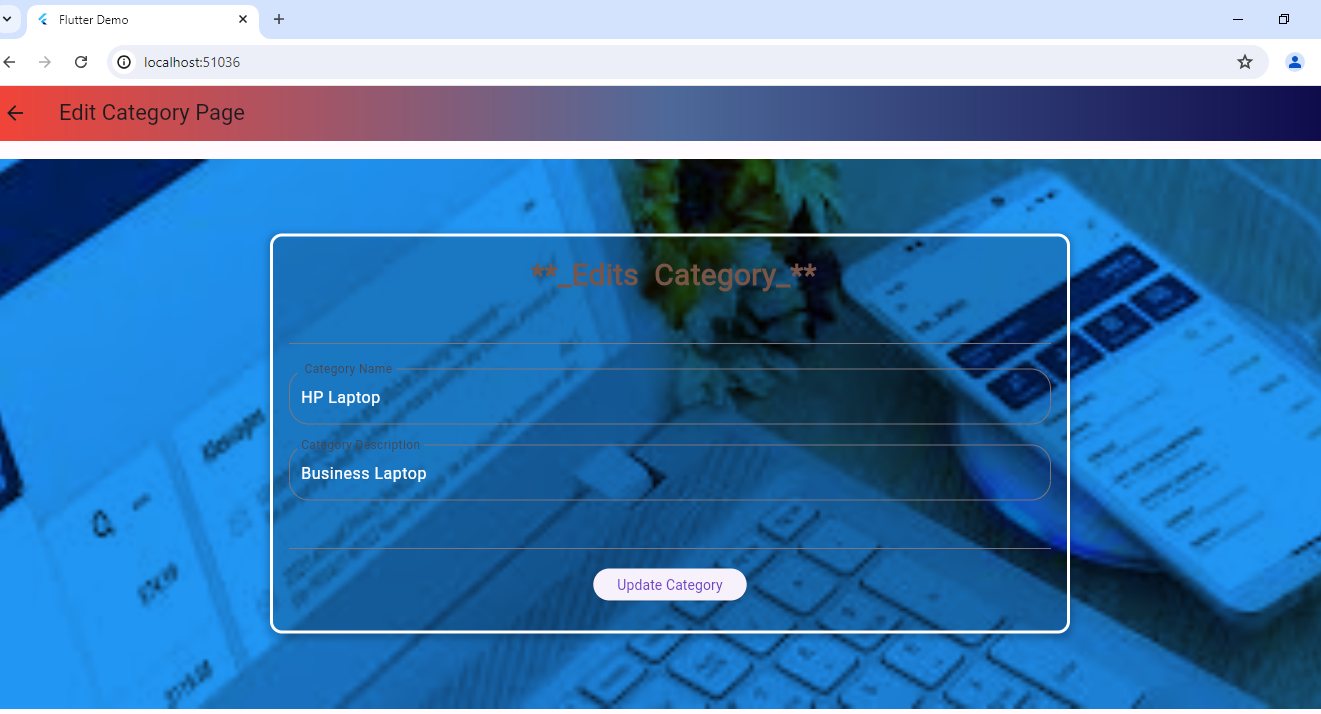 Flutter Demo
localhost:51036
Edit Category Page
**_Edits Category_**
Category Name
HP Laptop
Category Description
Business Laptop
Update Category